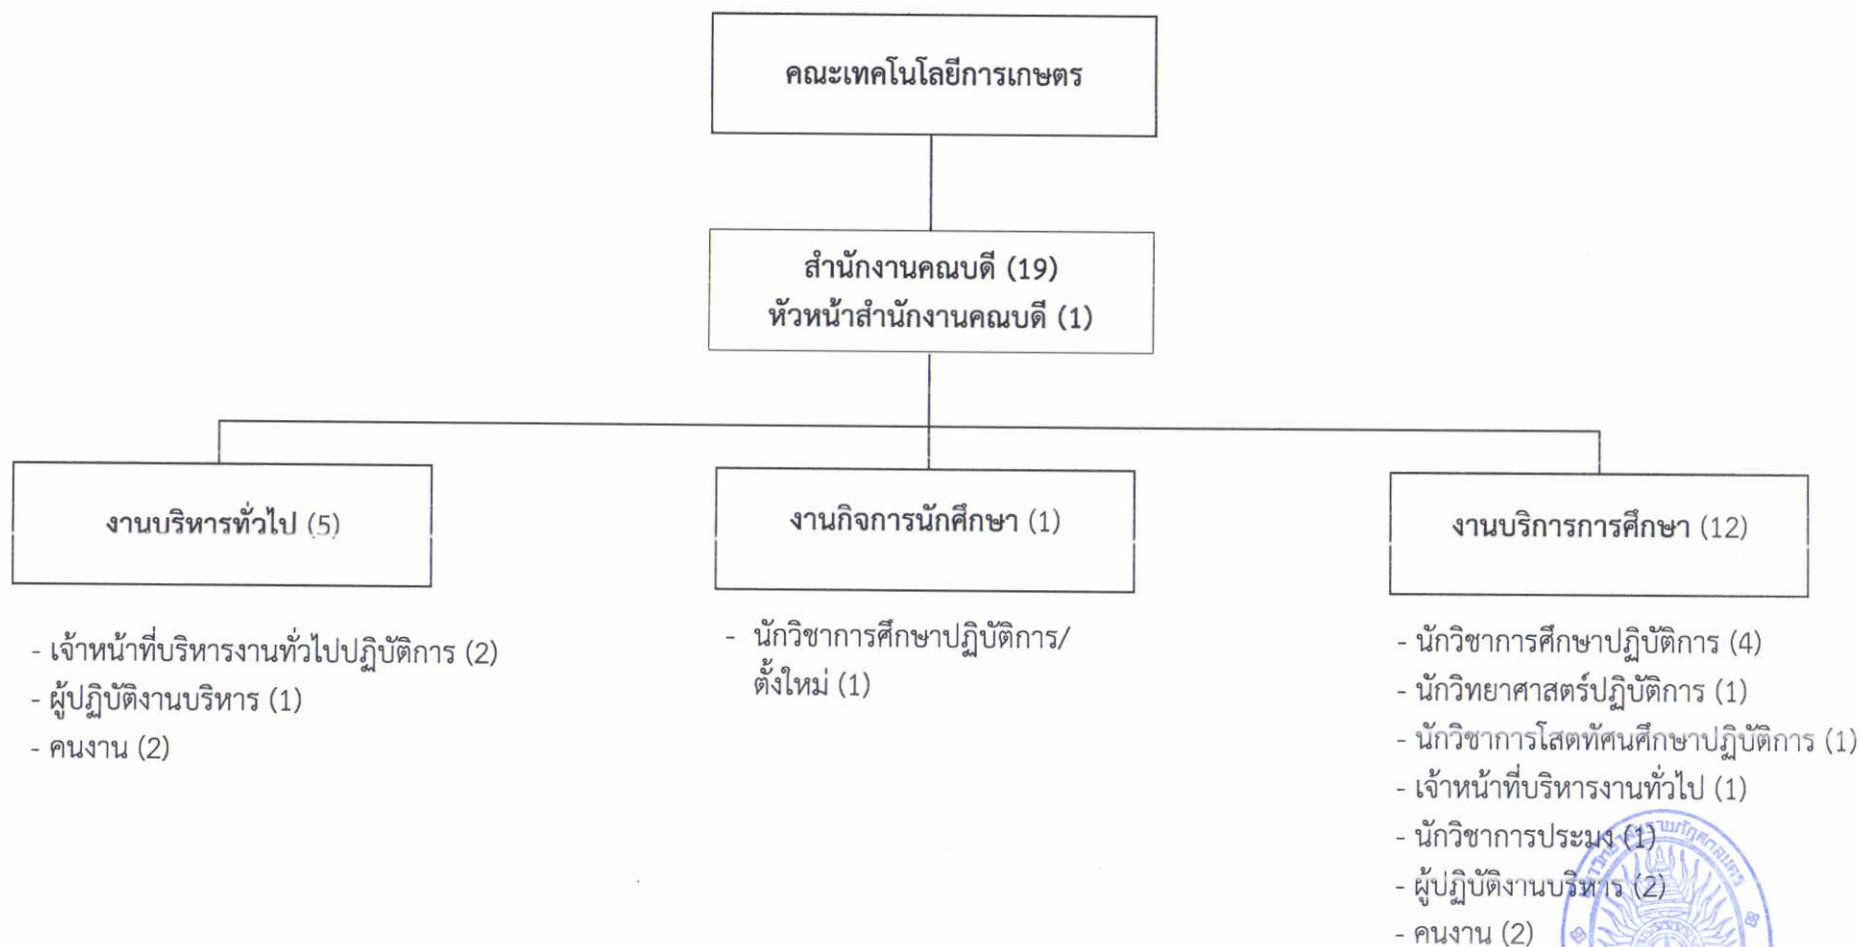 คณะเทคโนโลยีการเกษตร
สำนักงานคณบดี (19)
หัวหน้าสำนักงานคณบดี (1)
งานบริหารทั่วไป (5)
- เจ้าหน้าที่บริหารงานทั่วไปปฏิบัติการ (2)
- ผู้ปฏิบัติงานบริหาร (1)
- คนงาน (2)
งานกิจการนักศึกษา (1)
- นักวิชาการศึกษาปฏิบัติการ/
ตั้งใหม่ (1)
งานบริการการศึกษา (12)
- นักวิชาการศึกษาปฏิบัติการ (4)
- นักวิทยาศาสตร์ปฏิบัติการ (1)
- นักวิชาการโสตทัศนศึกษาปฏิบัติการ (1)
- เจ้าหน้าที่บริหารงานทั่วไป (1)
- นักวิชาการประมง (1)
- ผู้ปฏิบัติงานบริหาร (2)
- คนงาน (2)